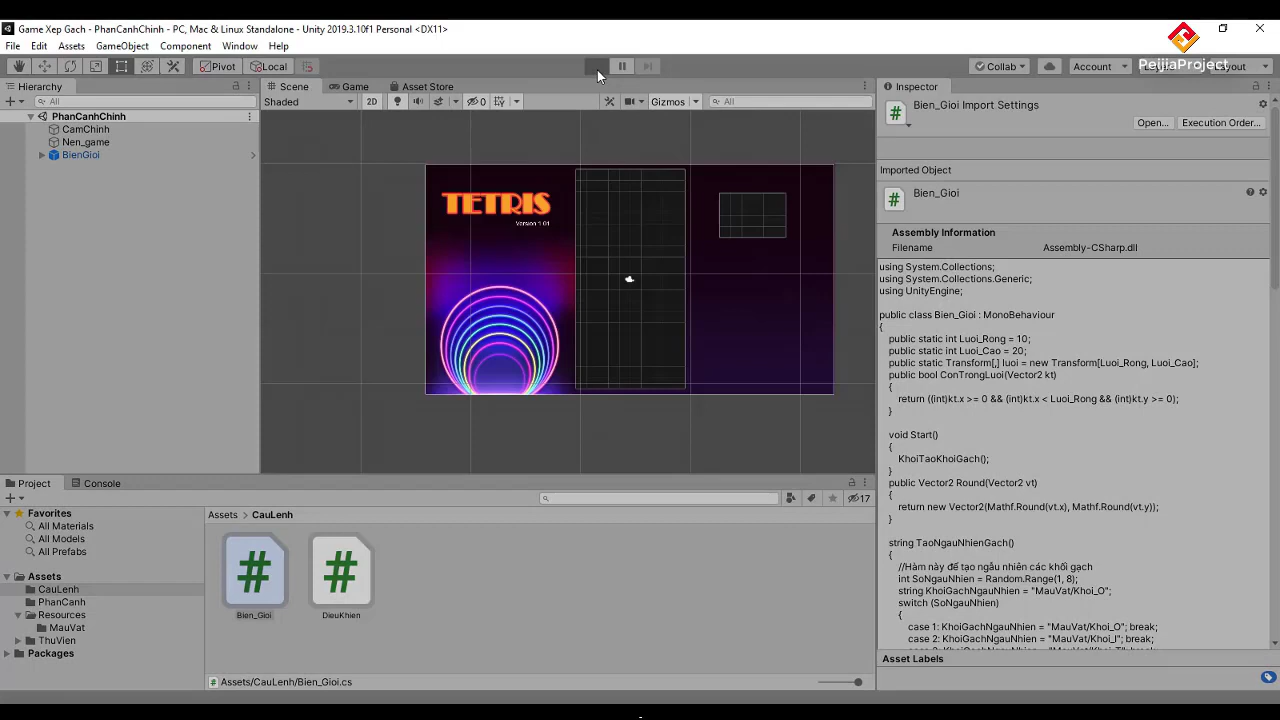 Game Xep Gach - PhanCanhChinh - PC, Mac & Linux Standalone - Unity 2019.3.10f1 Personal <DX11>
File Edit Assets GameObject Component Window Help
Pivot Local Collab Account Layout
PeijiaProject
Hierarchy
All
PhanCanhChinh
CamChinh
Nen_game
BienGioi
Scene Game Asset Store
Shaded 2D 0 Gizmos All
TETRIS
Version 1.01
Inspector
Bien_Gioi Import Settings
Open... Execution Order...
Imported Object
Bien_Gioi
Assembly Information
Filename Assembly-CSharp.dll
using System.Collections;
using System.Collections.Generic;
using UnityEngine;
public class Bien_Gioi : MonoBehaviour
{
public static int Luoi_Rong = 10;
public static int Luoi_Cao = 20;
public static Transform[,] luoi = new Transform[Luoi_Rong, Luoi_Cao];
public bool ConTrongLuoi(Vector2 kt)
{
return ((int)kt.x >= 0 && (int)kt.x < Luoi_Rong && (int)kt.y >= 0);
}
void Start()
{
KhoiTaoKhoiGach();
}
public Vector2 Round(Vector2 vt)
{
return new Vector2(Mathf.Round(vt.x), Mathf.Round(vt.y));
}
string TaoNgauNhienGach()
{
//Hàm này để tạo ngẫu nhiên các khối gạch
int SoNgauNhien = Random.Range(1, 8);
string KhoiGachNgauNhien = "MauVat/Khoi_O";
switch (SoNgauNhien)
{
case 1: KhoiGachNgauNhien = "MauVat/Khoi_O"; break;
case 2: KhoiGachNgauNhien = "MauVat/Khoi_I"; break;
Asset Labels
Project Console
17
Favorites
All Materials
All Models
All Prefabs
Assets
CauLenh
PhanCanh
Resources
MauVat
ThuVien
Packages
Assets > CauLenh
Bien_Gioi
DieuKhien
Assets/CauLenh/Bien_Gioi.cs